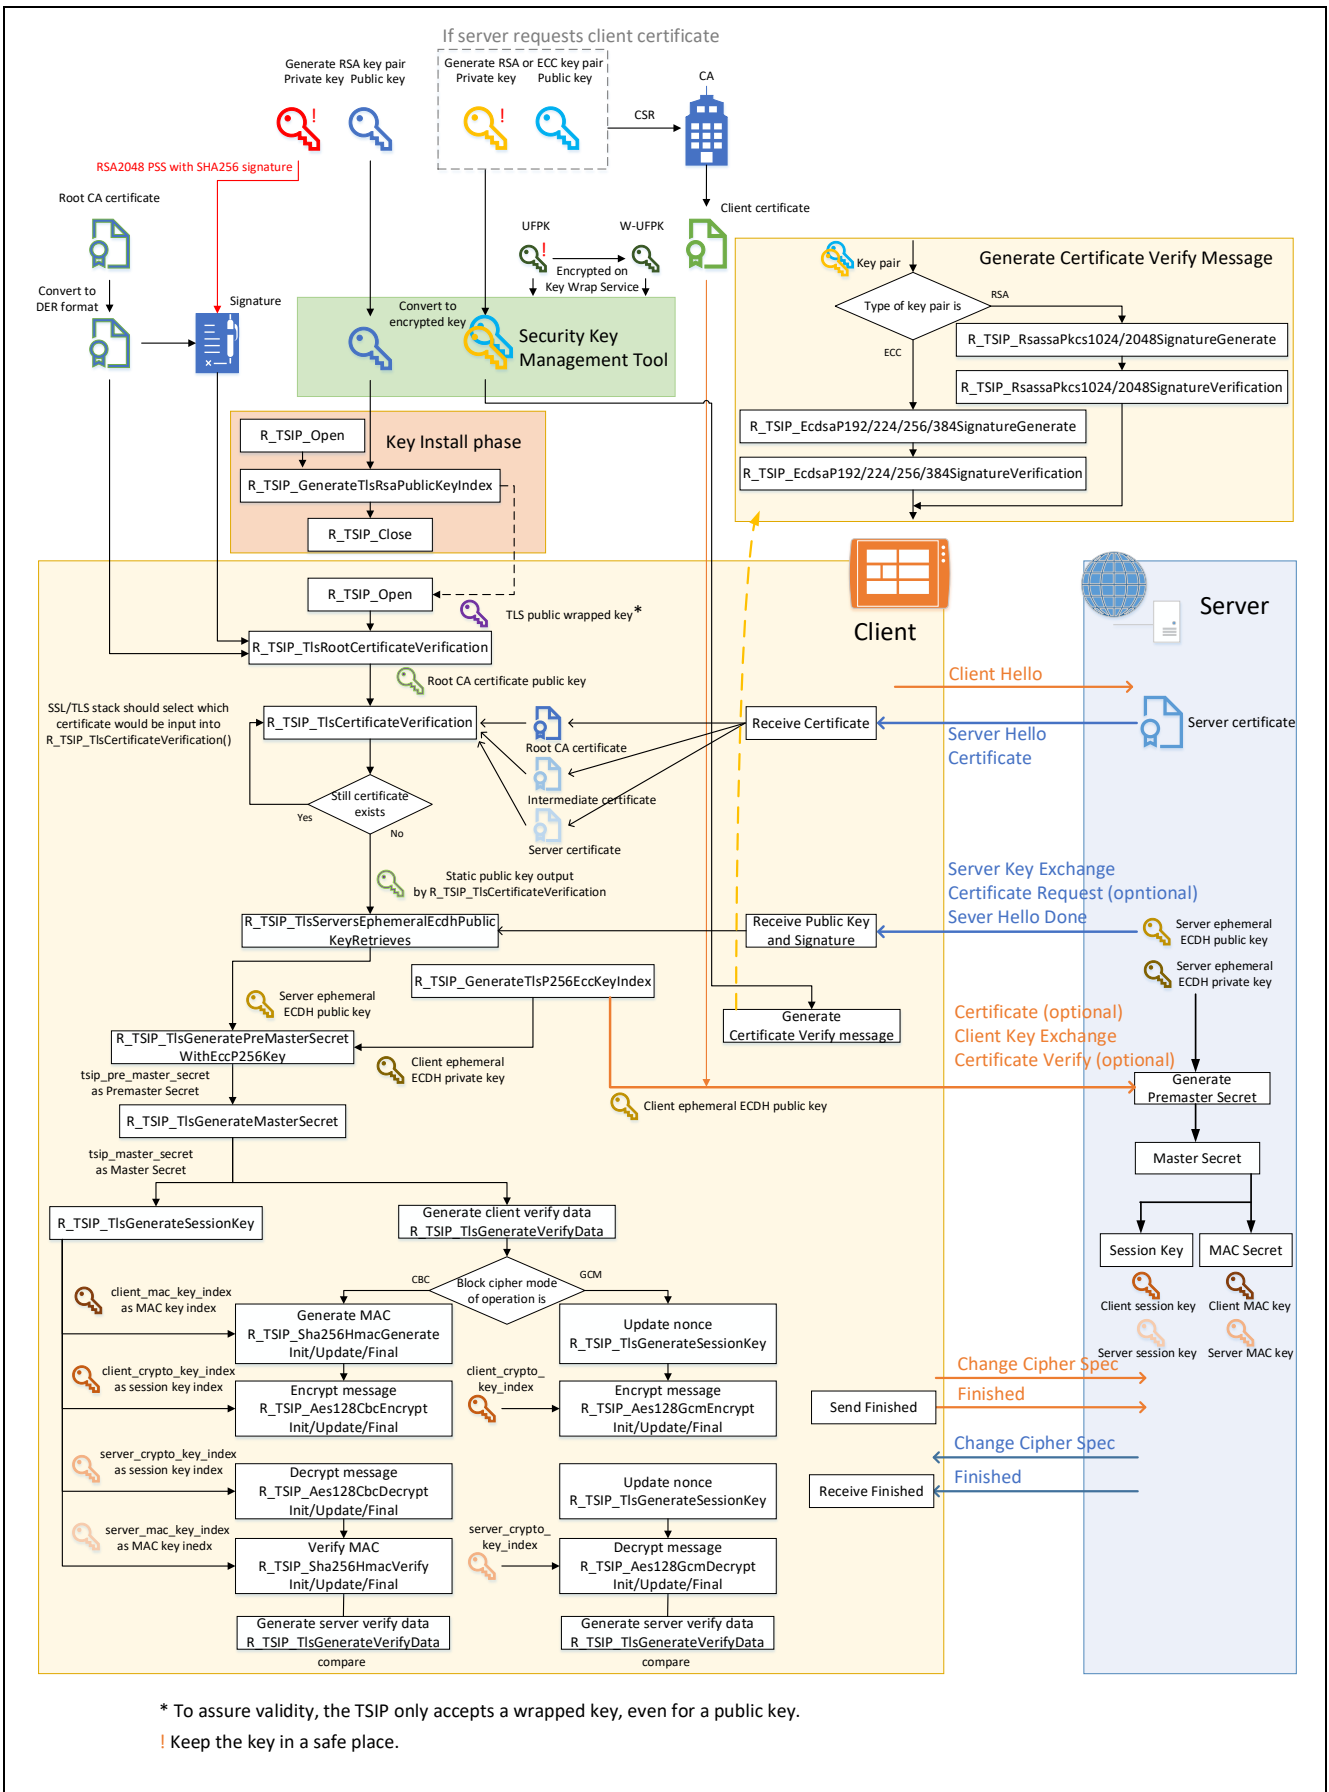 If server requests client certificate
Generate RSA key pair
Private key Public key
!
Generate RSA or ECC key pair
Private key Public key
!
CSR
CA
RSA2048 PSS with SHA256 signature
Root CA certificate
Client certificate
UFPK
W-UFPK
!
Encrypted on
Key Wrap Service
Convert to
DER format
Signature
Convert to
encrypted key
Security Key
Management Tool
Key pair
Generate Certificate Verify Message
Type of key pair is
RSA
ECC
R_TSIP_RsassaPkcs1024/2048SignatureGenerate
R_TSIP_RsassaPkcs1024/2048SignatureVerification
R_TSIP_EcdsaP192/224/256/384SignatureGenerate
R_TSIP_EcdsaP192/224/256/384SignatureVerification
R_TSIP_Open
Key Install phase
R_TSIP_GenerateTlsRsaPublicKeyIndex
R_TSIP_Close
R_TSIP_Open
TLS public wrapped key*
Client
Server
R_TSIP_TlsRootCertificateVerification
Root CA certificate public key
Client Hello
SSL/TLS stack should select which
certificate would be input into
R_TSIP_TlsCertificateVerification()
R_TSIP_TlsCertificateVerification
Root CA certificate
Receive Certificate
Server Hello
Certificate
Server certificate
Still certificate
exists
Yes
No
Intermediate certificate
Server certificate
Static public key output
by R_TSIP_TlsCertificateVerification
Server Key Exchange
Certificate Request (opntional)
Sever Hello Done
R_TSIP_TlsServersEphemeralEcdhPublic
KeyRetrieves
Receive Public Key
and Signature
Server ephemeral
ECDH public key
Server ephemeral
ECDH private key
R_TSIP_GenerateTlsP256EccKeyIndex
Server ephemeral
ECDH public key
Generate
Certificate Verify message
Certificate (optional)
Client Key Exchange
Certificate Verify (optional)
R_TSIP_TlsGeneratePreMasterSecret
WithEccP256Key
Client ephemeral
ECDH private key
tsip_pre_master_secret
as Premaster Secret
Client ephemeral ECDH public key
Generate
Premaster Secret
R_TSIP_TlsGenerateMasterSecret
tsip_master_secret
as Master Secret
Master Secret
R_TSIP_TlsGenerateSessionKey
Generate client verify data
R_TSIP_TlsGenerateVerifyData
Session Key
MAC Secret
CBC
Block cipher mode
of operation is
GCM
client_mac_key_index
as MAC key index
Generate MAC
R_TSIP_Sha256HmacGenerate
Init/Update/Final
Update nonce
R_TSIP_TlsGenerateSessionKey
Client session key
Client MAC key
Server session key
Server MAC key
client_crypto_key_index
as session key index
Encrypt message
R_TSIP_Aes128CbcEncrypt
Init/Update/Final
client_crypto_
key_index
Encrypt message
R_TSIP_Aes128GcmEncrypt
Init/Update/Final
Send Finished
Change Cipher Spec
Finished
server_crypto_key_index
as session key index
Decrypt message
R_TSIP_Aes128CbcDecrypt
Init/Update/Final
Update nonce
R_TSIP_TlsGenerateSessionKey
Receive Finished
Change Cipher Spec
Finished
server_mac_key_index
as MAC key inedx
Verify MAC
R_TSIP_Sha256HmacVerify
Init/Update/Final
server_crypto_
key_index
Decrypt message
R_TSIP_Aes128GcmDecrypt
Init/Update/Final
Generate server verify data
R_TSIP_TlsGenerateVerifyData
compare
Generate server verify data
R_TSIP_TlsGenerateVerifyData
compare
* To assure validity, the TSIP only accepts a wrapped key, even for a public key.
! Keep the key in a safe place.